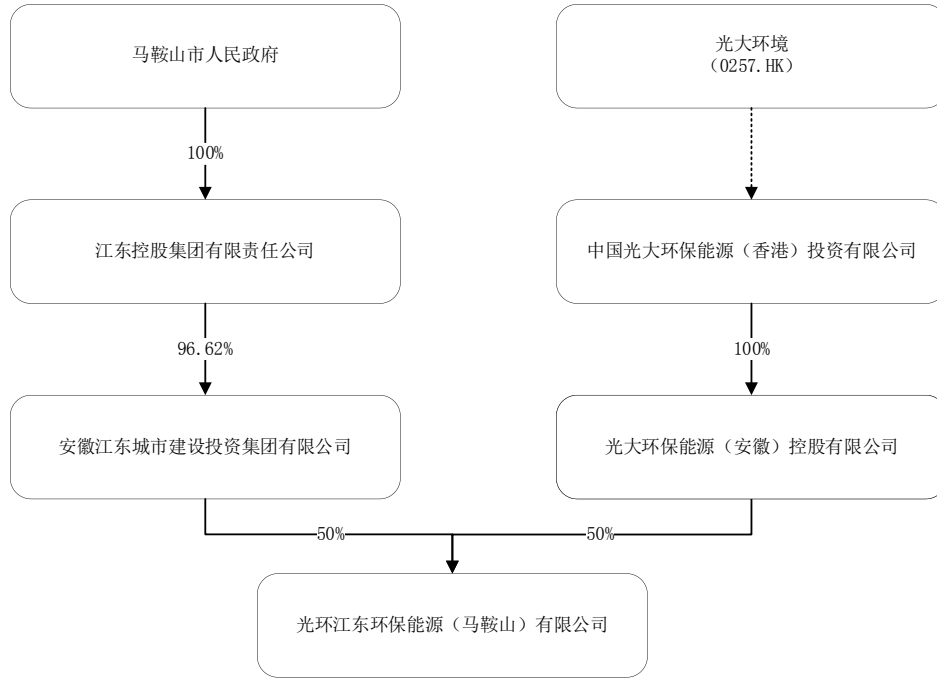 马鞍山市人民政府
光大环境
（0257.HK）
100%
江东控股集团有限责任公司
中国光大环保能源（香港）投资有限公司
96.62%
100%
安徽江东城市建设投资集团有限公司
光大环保能源（安徽）控股有限公司
50%
50%
光环江东环保能源（马鞍山）有限公司